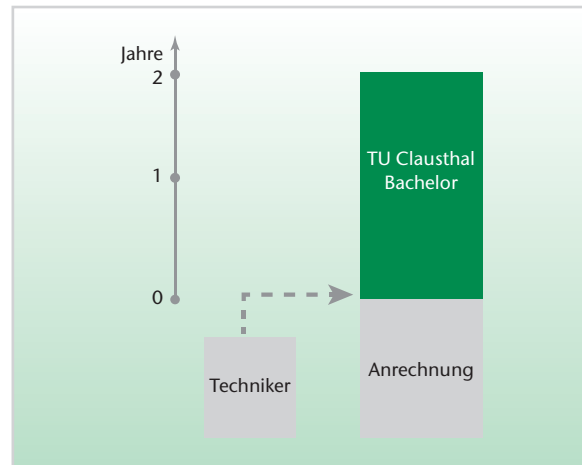 Jahre
2
1
0
TU Clausthal
Bachelor
Techniker
Anrechnung